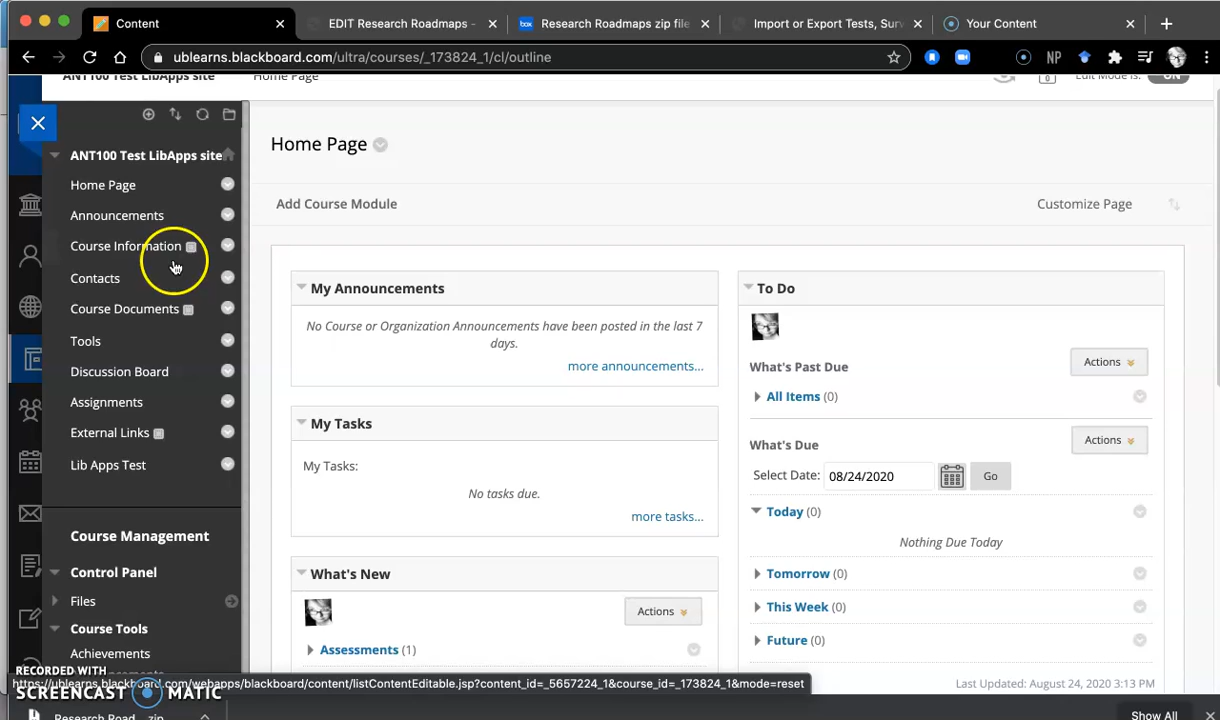 Content
EDIT Research Roadmaps -
box
Research Roadmaps zip file
Import or Export Tests, Surv
Your Content
ublearns.blackboard.com/ultra/courses/_173824_1/cl/outline
NP
ANT100 Test LibApps site
Home Page
Edit Mode is:
ON
ANT100 Test LibApps site
Home Page
Announcements
Course Information
Contacts
Course Documents
Tools
Discussion Board
Assignments
External Links
Lib Apps Test
Course Management
Control Panel
Files
Course Tools
Achievements
Home Page
Add Course Module
Customize Page
My Announcements
No Course or Organization Announcements have been posted in the last 7
days.
more announcements...
My Tasks
My Tasks:
No tasks due.
more tasks...
What's New
Actions
Assessments (1)
To Do
What's Past Due
Actions
All Items (0)
What's Due
Actions
Select Date:
08/24/2020
Go
Today (0)
Nothing Due Today
Tomorrow (0)
This Week (0)
Future (0)
Last Updated: August 24, 2020 3:13 PM
RECORDED WITH
https://ublearns.blackboard.com/webapps/blackboard/content/listContentEditable.jsp?content_id=_5657224_1&course_id=_173824_1&mode=reset
SCREENCAST MATIC
Research Road....zip
Show All